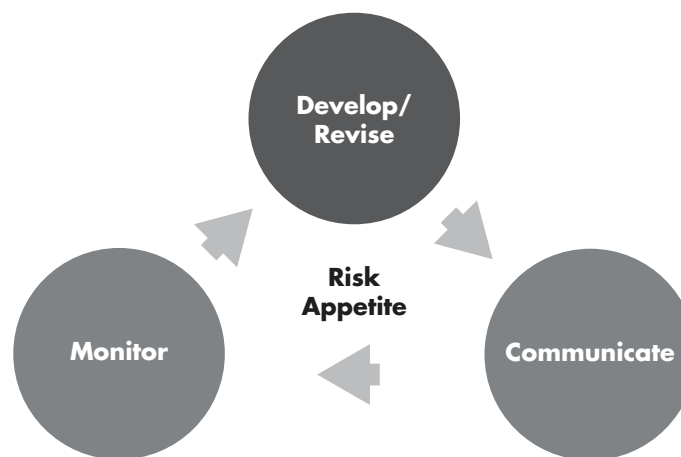 Develop/
Revise
Risk
Appetite
Monitor
Communicate